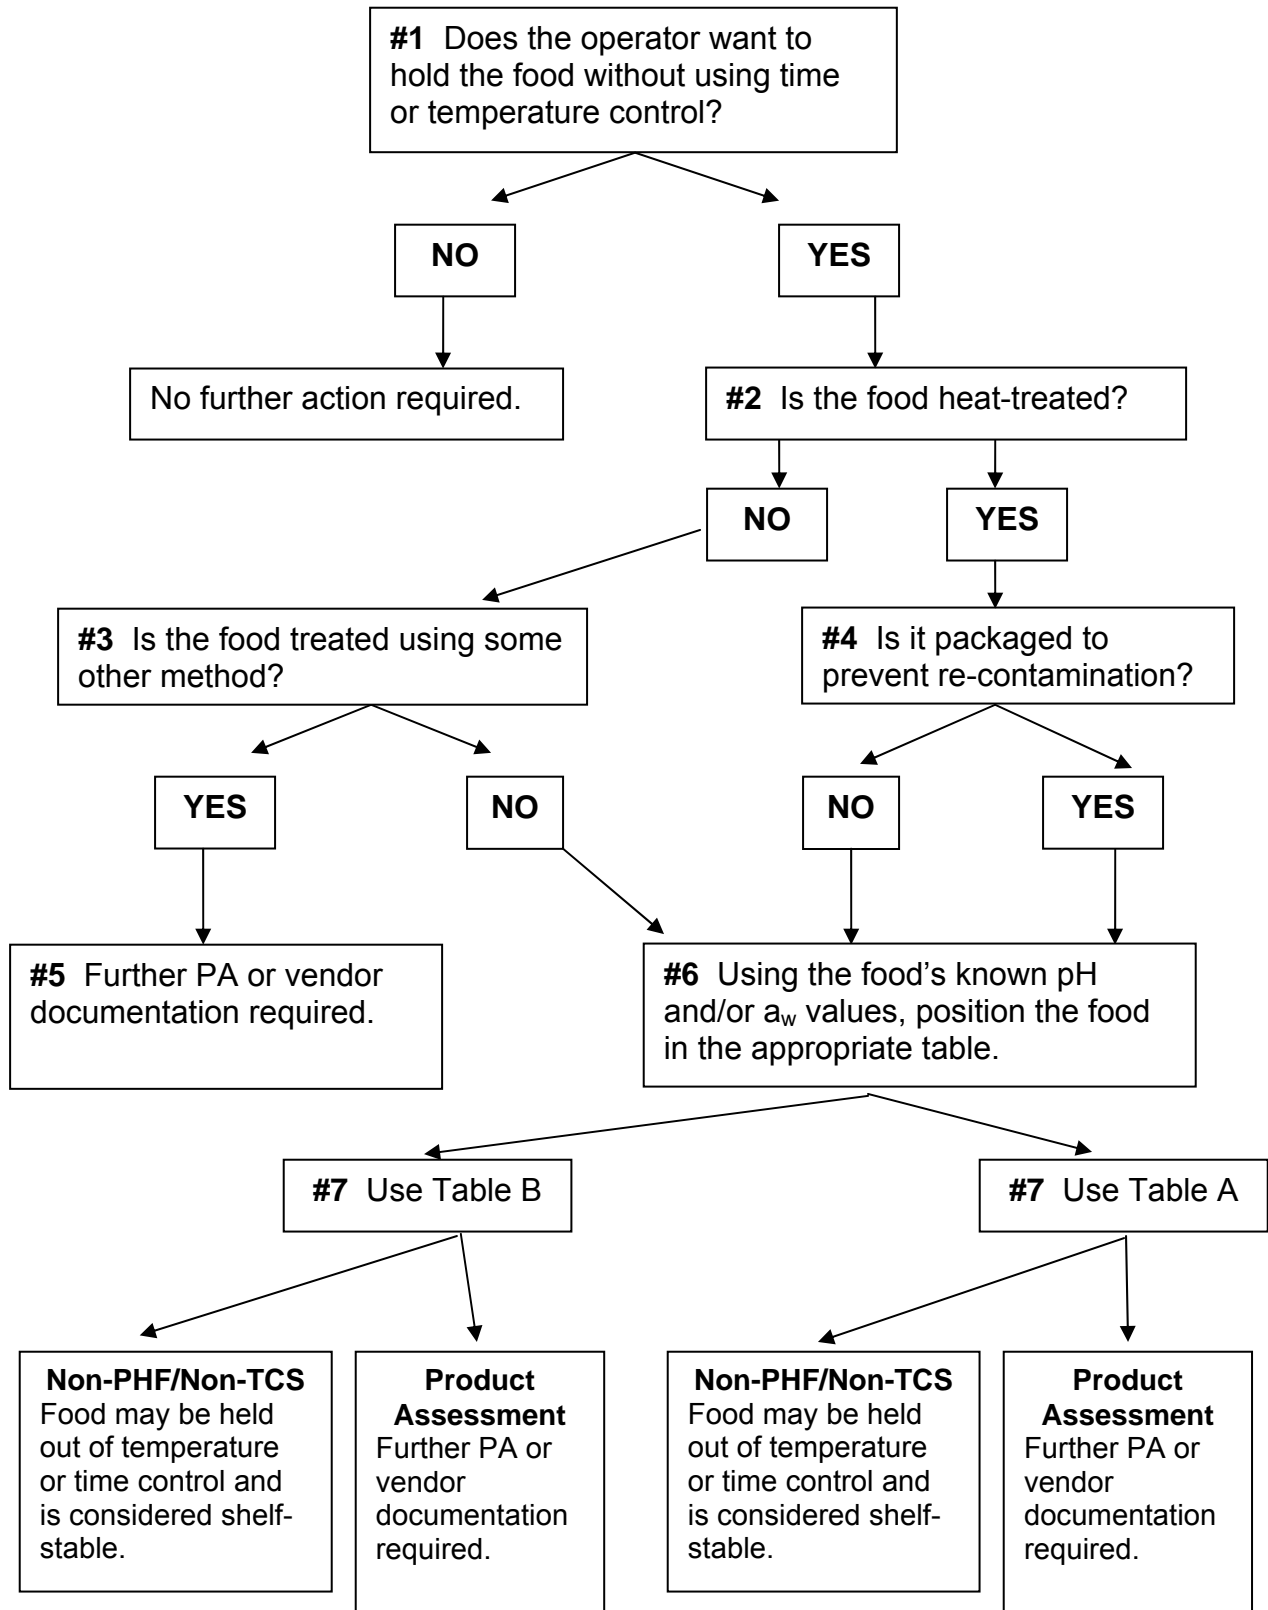 #1 Does the operator want to
hold the food without using time
or temperature control?
NO
YES
No further action required.
#2 Is the food heat-treated?
NO
YES
#3 Is the food treated using some
other method?
#4 Is it packaged to
prevent re-contamination?
YES
NO
NO
YES
#5 Further PA or vendor
documentation required.
#6 Using the food's known pH
and/or aw values, position the food
in the appropriate table.
#7 Use Table B
#7 Use Table A
Non-PHF/Non-TCS
Food may be held
out of temperature
or time control and
is considered shelf-
stable.
Product
Assessment
Further PA or
vendor
documentation
required.
Non-PHF/Non-TCS
Food may be held
out of temperature
or time control and
is considered shelf-
stable.
Product
Assessment
Further PA or
vendor
documentation
required.